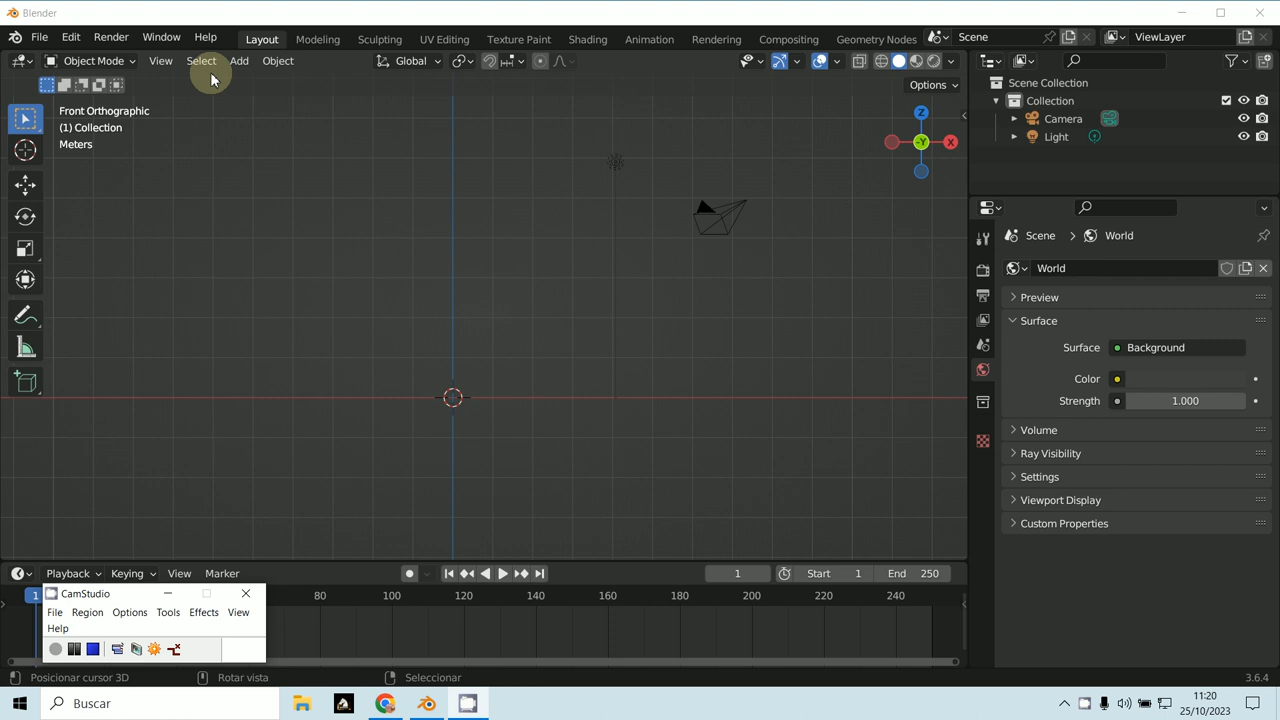 Blender
File Edit Render Window Help Layout Modeling Sculpting UV Editing Texture Paint Shading Animation Rendering Compositing Geometry Nodes Scene ViewLayer
Object Mode View Select Add Object Global
Options
Front Orthographic
(1) Collection
Meters
Z
-Y
X
Scene Collection
Collection
Camera
Light
Scene World
World
Preview
Surface
Surface Background
Color
Strength 1.000
Volume
Ray Visibility
Settings
Viewport Display
Custom Properties
Playback Keying View Marker 1 Start 1 End 250
1 80 100 120 140 160 180 200 220 240
CamStudio
File Region Options Tools Effects View
Help
Posicionar cursor 3D Rotar vista Seleccionar 3.6.4
Buscar
11:20
25/10/2023